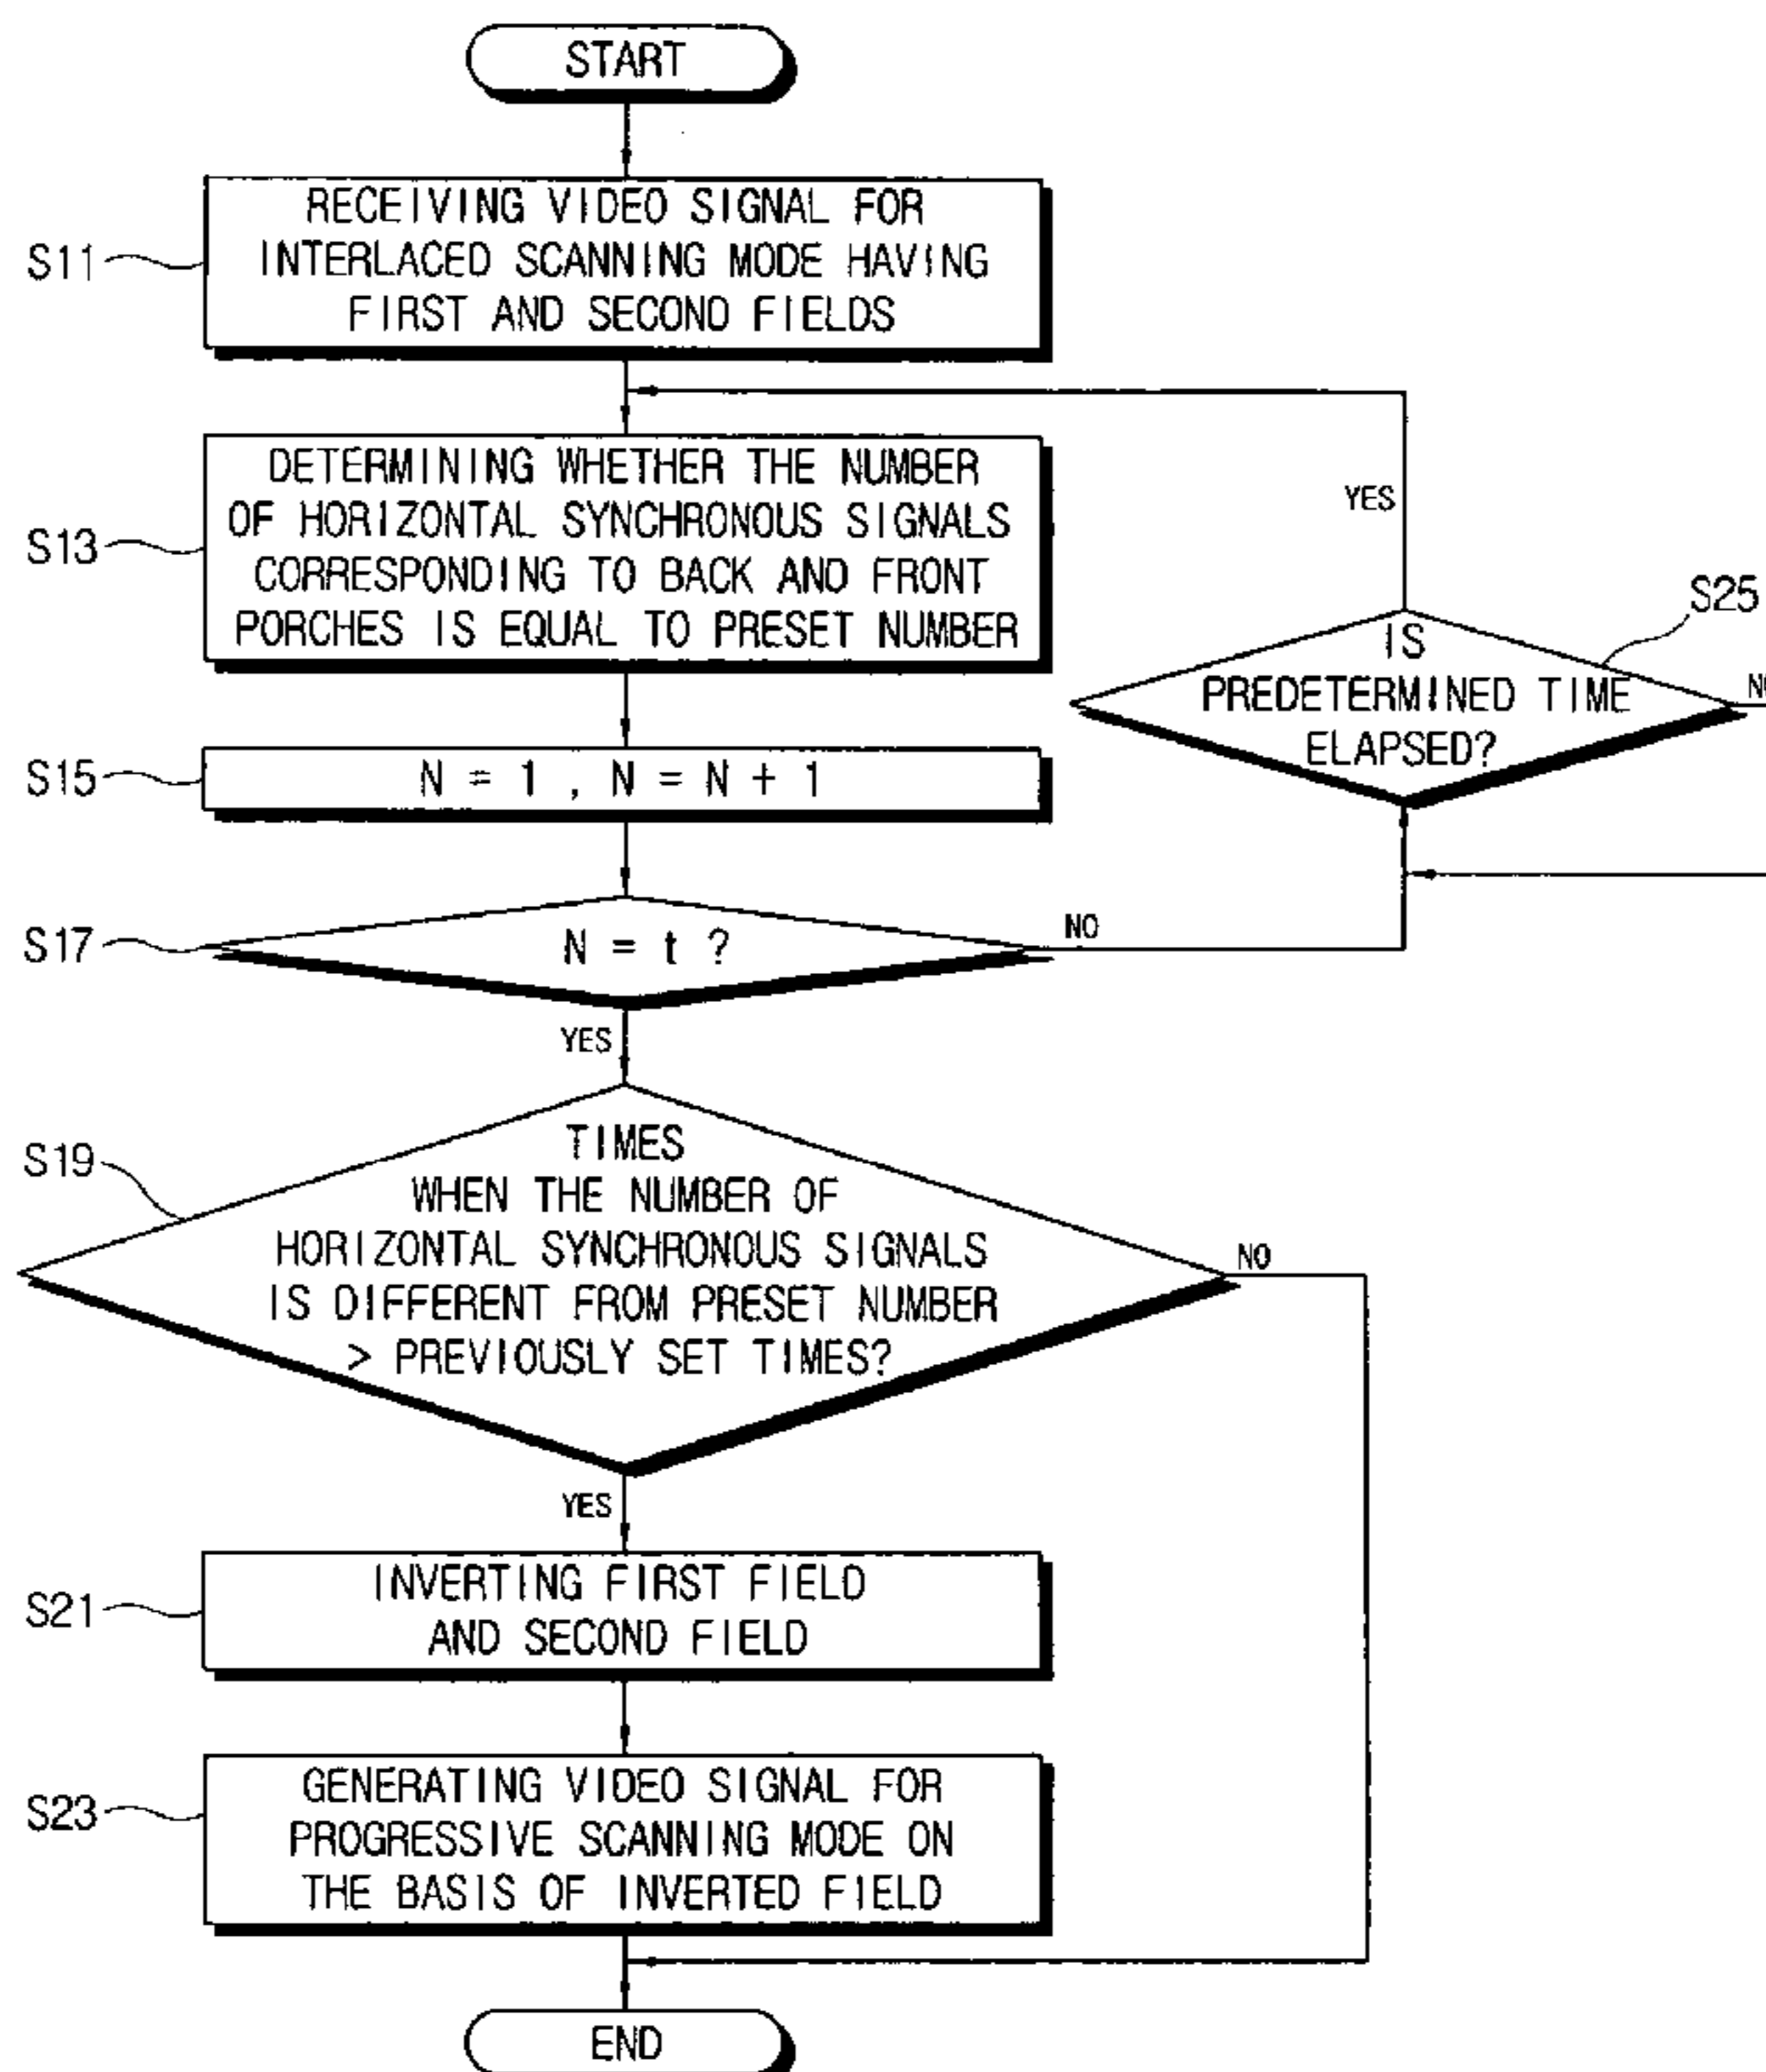 START
S11
RECEIVING VIDEO SIGNAL FOR
INTERLACED SCANNING MODE HAVING
FIRST AND SECOND FIELDS
S13
DETERMINING WHETHER THE NUMBER
OF HORIZONTAL SYNCHRONOUS SIGNALS
CORRESPONDING TO BACK AND FRONT
PORCHES IS EQUAL TO PRESET NUMBER
YES
S25
IS
PREDETERMINED TIME
ELAPSED?
NO
S15
N = 1 , N = N + 1
S17
N = t ?
NO
YES
S19
TIMES
WHEN THE NUMBER OF
HORIZONTAL SYNCHRONOUS SIGNALS
IS DIFFERENT FROM PRESET NUMBER
> PREVIOUSLY SET TIMES?
NO
YES
S21
INVERTING FIRST FIELD
AND SECOND FIELD
S23
GENERATING VIDEO SIGNAL FOR
PROGRESSIVE SCANNING MODE ON
THE BASIS OF INVERTED FIELD
END